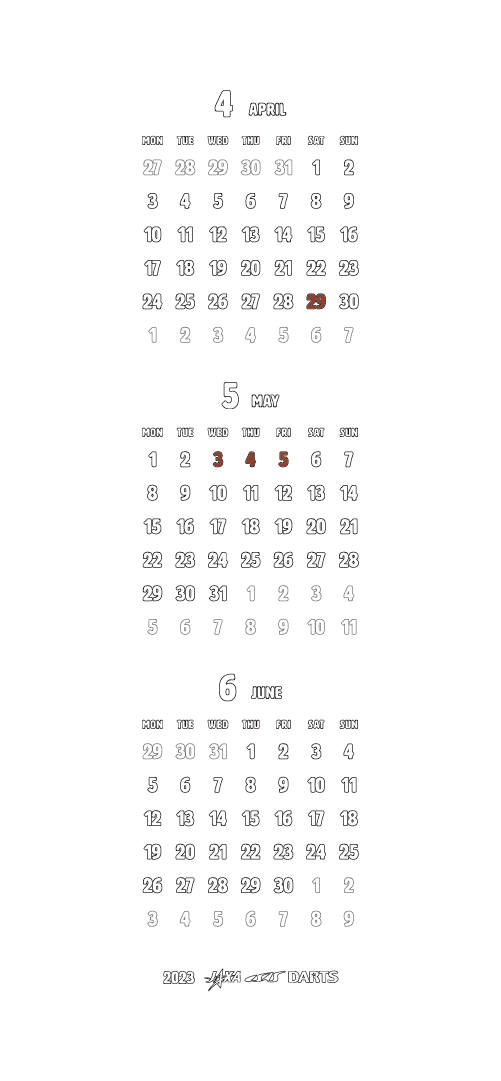 4 APRIL
MON TUE WED THU FRI SAT SUN
27 28 29 30 31 1 2
3 4 5 6 7 8 9
10 11 12 13 14 15 16
17 18 19 20 21 22 23
24 25 26 27 28 29 30
1 2 3 4 5 6 7
5 MAY
MON TUE WED THU FRI SAT SUN
1 2 3 4 5 6 7
8 9 10 11 12 13 14
15 16 17 18 19 20 21
22 23 24 25 26 27 28
29 30 31 1 2 3 4
5 6 7 8 9 10 11
6 JUNE
MON TUE WED THU FRI SAT SUN
29 30 31 1 2 3 4
5 6 7 8 9 10 11
12 13 14 15 16 17 18
19 20 21 22 23 24 25
26 27 28 29 30 1 2
3 4 5 6 7 8 9
2023 JAXA DARTS